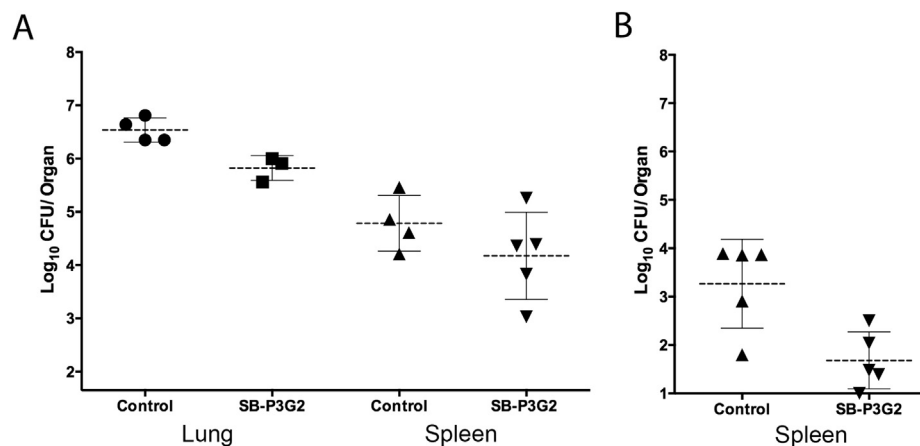 A
B
8
7
6
5
4
3
2
Log10 CFU/ Organ
Control
SB-P3G2
Control
SB-P3G2
Lung
Spleen
8
7
6
5
4
3
2
1
Log10 CFU/ Organ
Control
SB-P3G2
Spleen